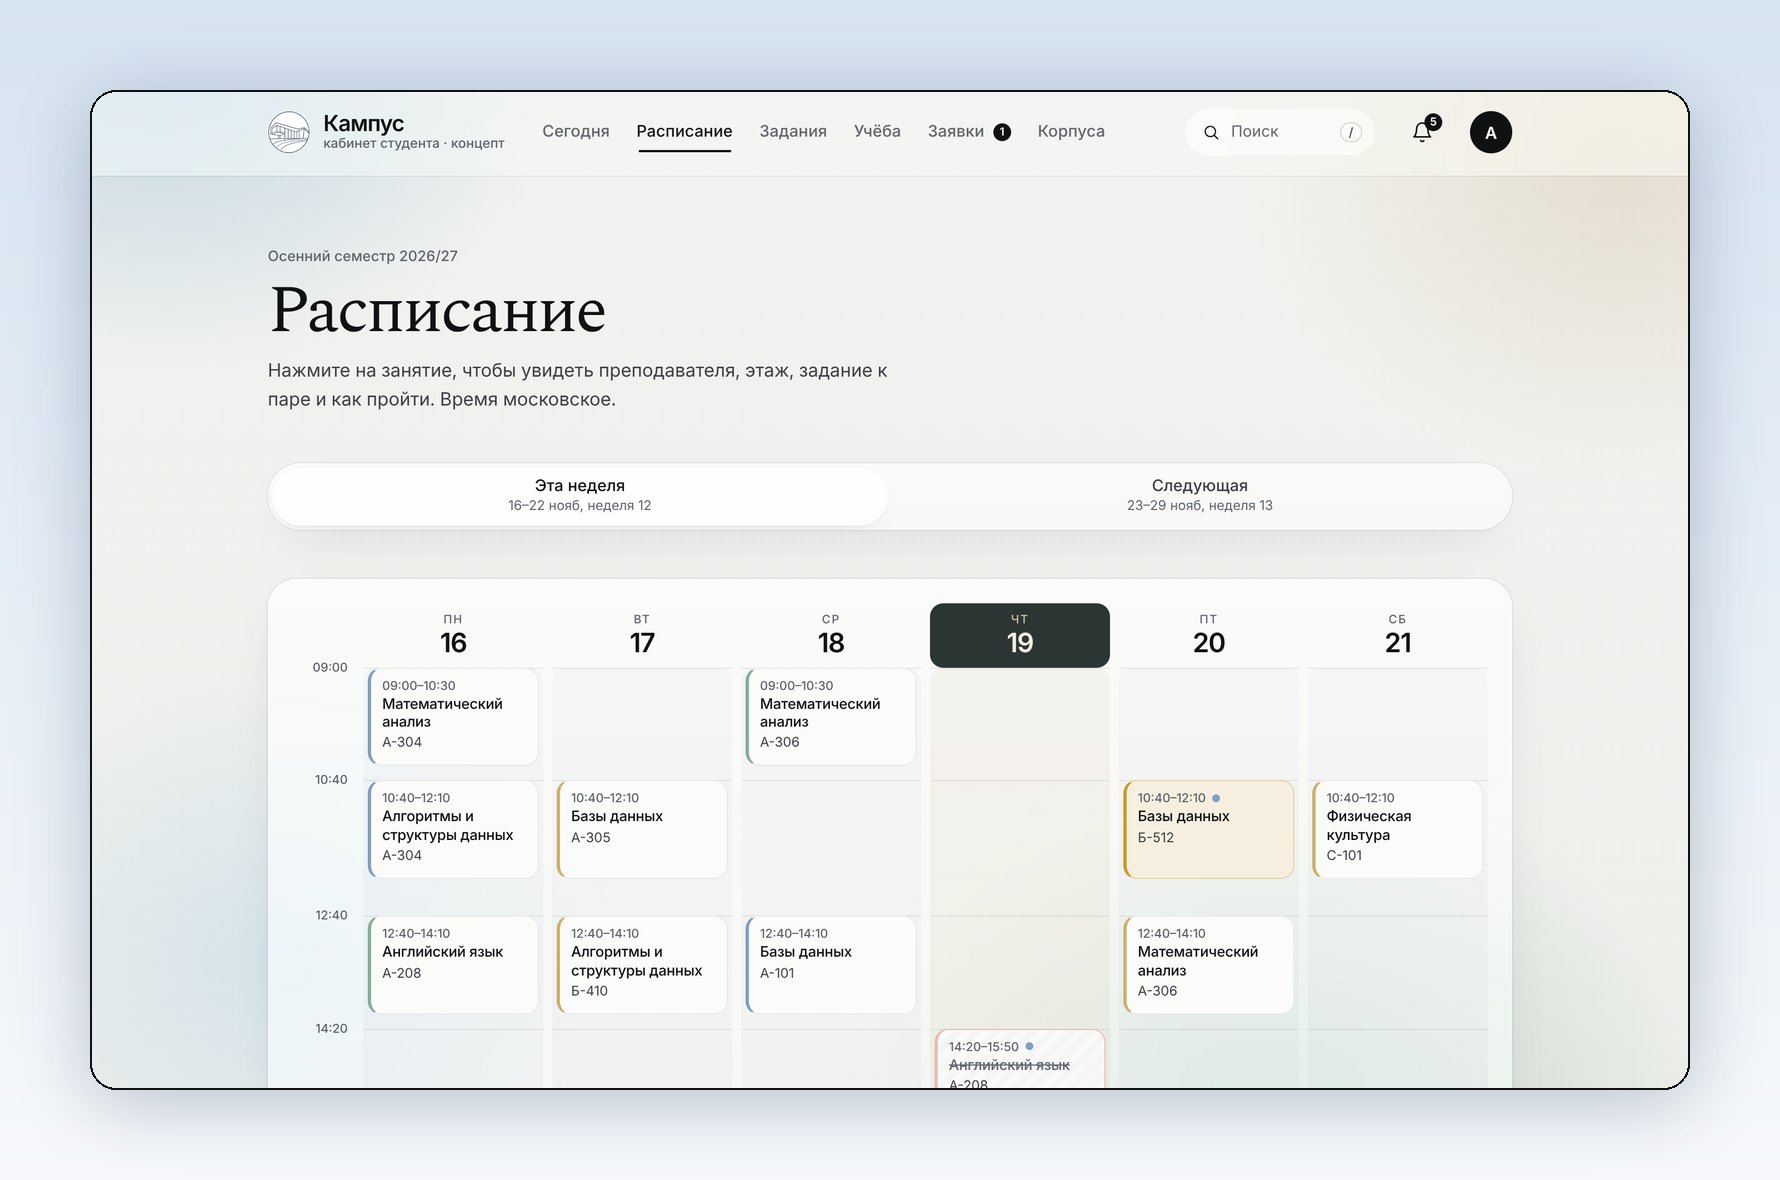 Кампус
кабинет студента · концепт
Сегодня
Расписание
Задания
Учёба
Заявки 1
Корпуса
Поиск /
5
А
Осенний семестр 2026/27
Расписание
Нажмите на занятие, чтобы увидеть преподавателя, этаж, задание к
паре и как пройти. Время московское.
Эта неделя
16–22 нояб, неделя 12
Следующая
23–29 нояб, неделя 13
ПН
16
ВТ
17
СР
18
ЧТ
19
ПТ
20
СБ
21
09:00
09:00–10:30
Математический
анализ
А-304
09:00–10:30
Математический
анализ
А-306
10:40
10:40–12:10
Алгоритмы и
структуры данных
А-304
10:40–12:10
Базы данных
А-305
10:40–12:10
Базы данных
Б-512
10:40–12:10
Физическая
культура
С-101
12:40
12:40–14:10
Английский язык
А-208
12:40–14:10
Алгоритмы и
структуры данных
Б-410
12:40–14:10
Базы данных
А-101
12:40–14:10
Математический
анализ
А-306
14:20
14:20–15:50
Английский язык
А-208